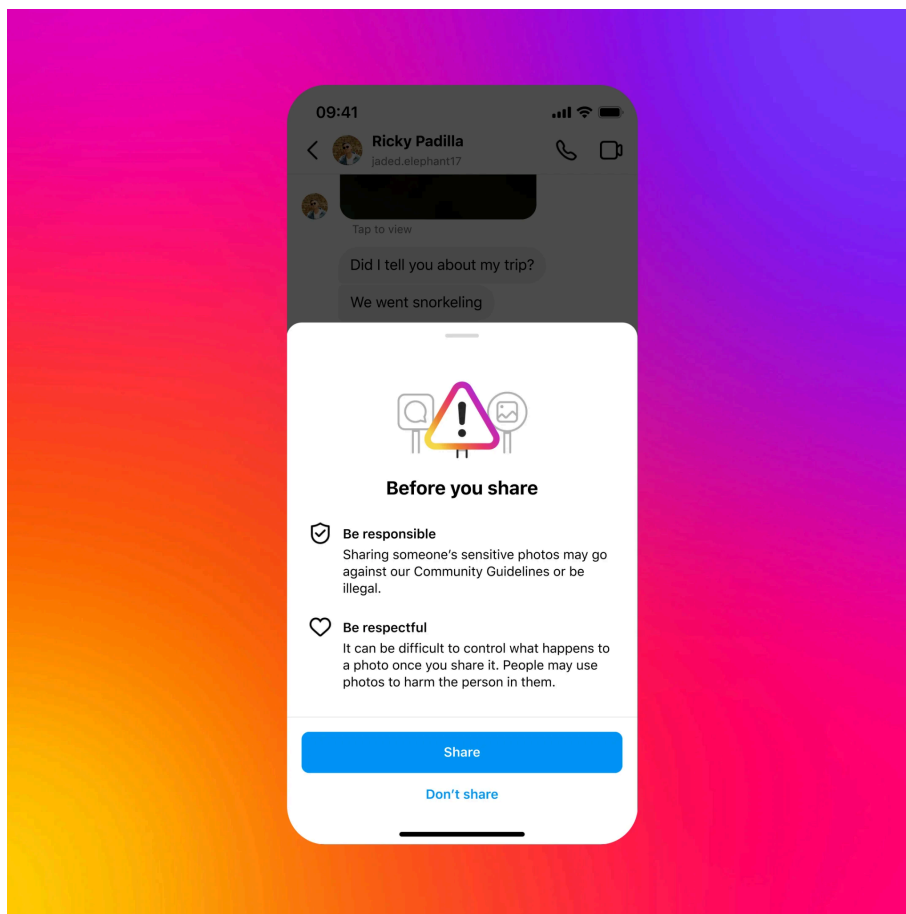 09:41
Ricky Padilla
jaded.elephant17
Tap to view
Did I tell you about my trip?
We went snorkeling
Before you share
Be responsible
Sharing someone's sensitive photos may go
against our Community Guidelines or be
illegal.
Be respectful
It can be difficult to control what happens to
a photo once you share it. People may use
photos to harm the person in them.
Share
Don't share